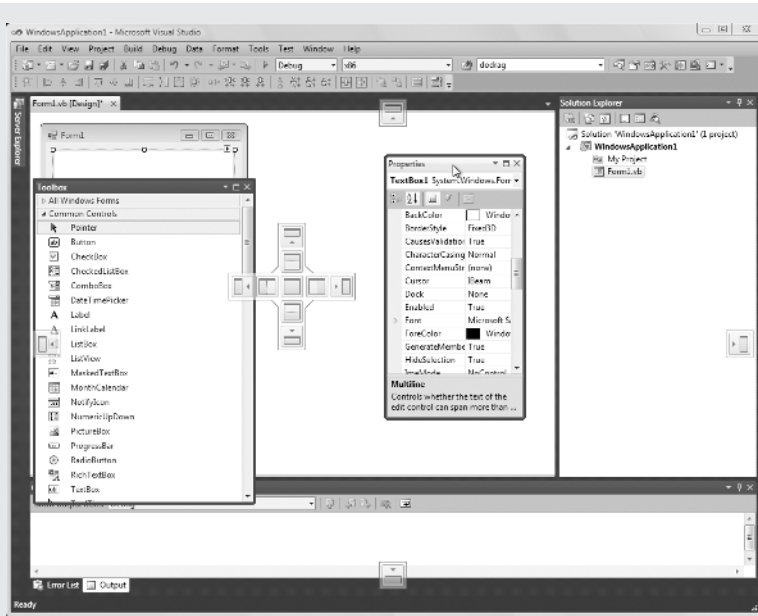 WindowsApplication1 - Microsoft Visual Studio
File Edit View Project Build Debug Data Format Tools Test Window Help
Debug x86 dodrag
Form1.vb [Design]*
Server Explorer
Form1
Toolbox
All Windows Forms
Common Controls
Pointer
Button
CheckBox
CheckedListBox
ComboBox
DateTimePicker
Label
LinkLabel
ListBox
ListView
MaskedTextBox
MonthCalendar
NotifyIcon
NumericUpDown
PictureBox
ProgressBar
RadioButton
RichTextBox
TextBox
Properties
TextBox1 System.Windows.Forr
BackColor Windo
BorderStyle Fixed3D
CausesValidation True
CharacterCasing Normal
ContextMenuStr (none)
Cursor IBeam
Dock None
Enabled True
Font Microsoft Sa
ForeColor Windo
GenerateMembe True
HideSelection True
ImeMode NoControl
Multiline
Controls whether the text of the
edit control can span more than ...
Solution Explorer
Solution 'WindowsApplication1' (1 project)
WindowsApplication1
My Project
Form1.vb
Error List Output
Ready